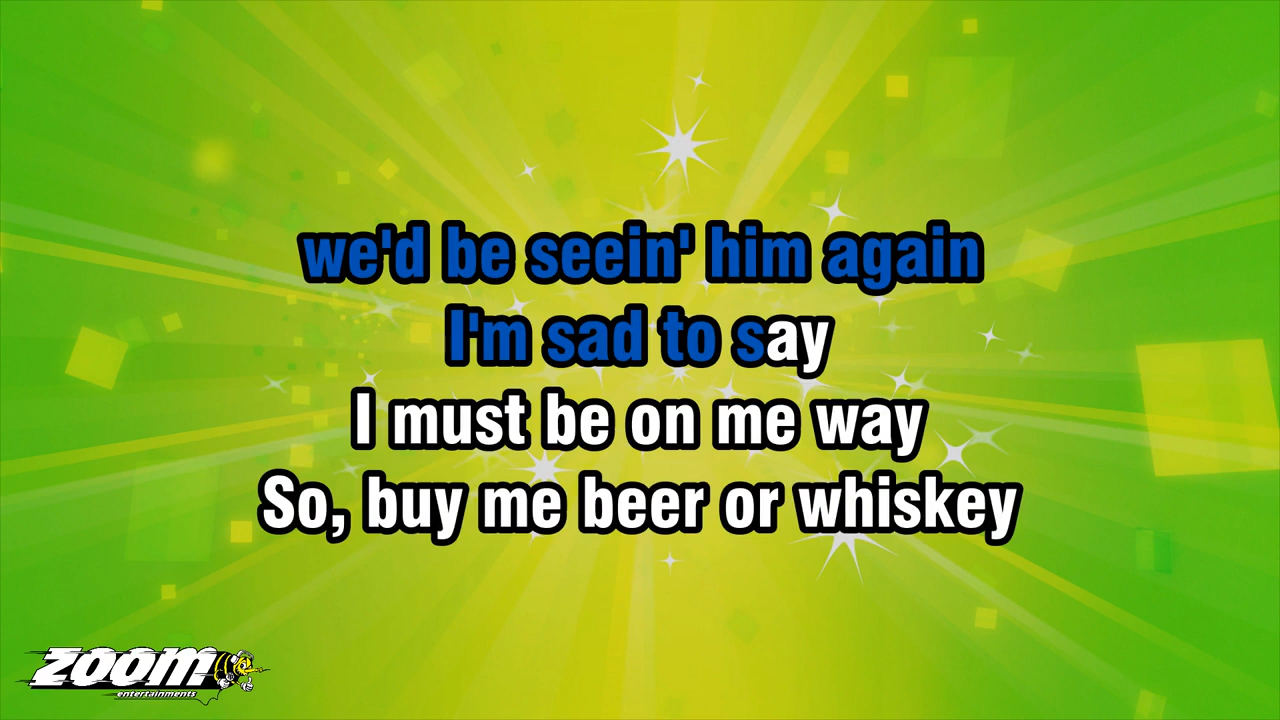 we'd be seein' him again
I'm sad to say
I must be on me way
So, buy me beer or whiskey
zoom
entertainments